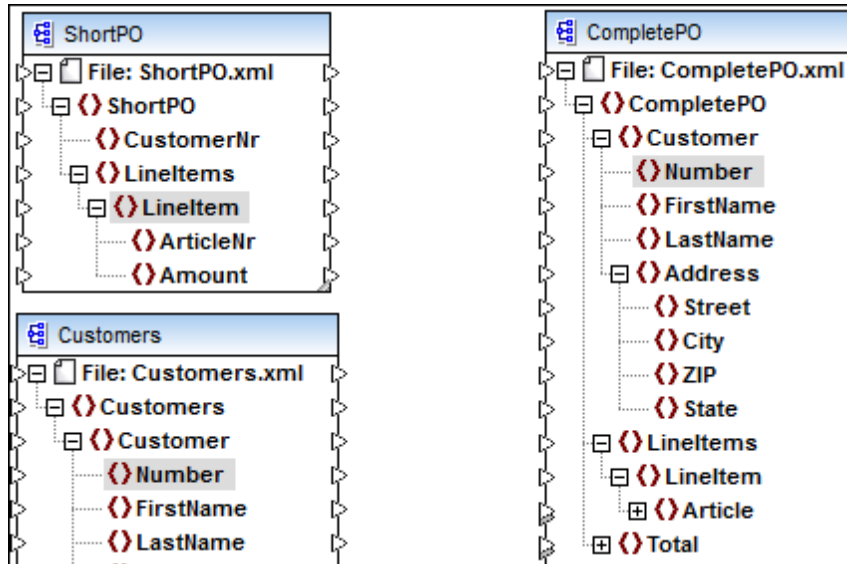 ShortPO
File: ShortPO.xml
ShortPO
CustomerNr
LineItems
LineItem
ArticleNr
Amount
Customers
File: Customers.xml
Customers
Customer
Number
FirstName
LastName
CompletePO
File: CompletePO.xml
CompletePO
Customer
Number
FirstName
LastName
Address
Street
City
ZIP
State
LineItems
LineItem
Article
Total